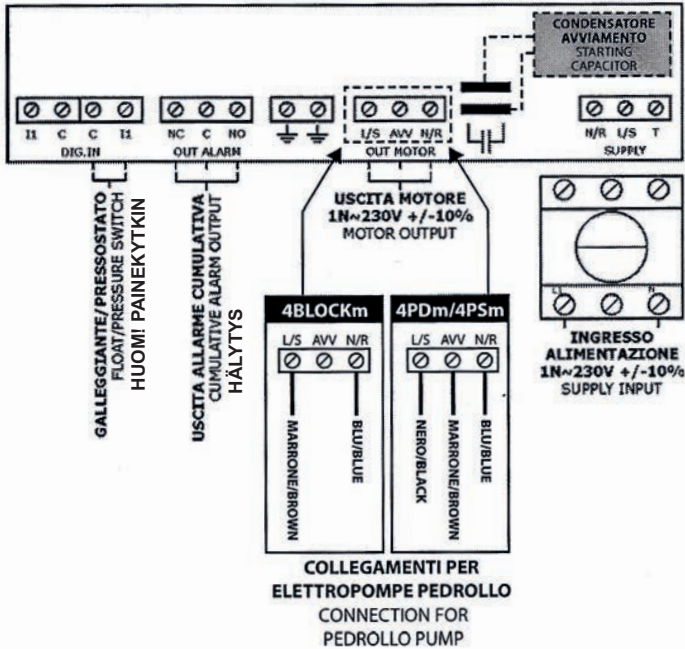 CONDENSATORE
AVVIAMENTO
STARTING
CAPACITOR
I1 C C I1
DIG.IN
NC C NO
OUT ALARM
L/S AVV N/R
OUT MOTOR
N/R L/S T
SUPPLY
GALLEGGIANTE/PRESSOSTATO
FLOAT/PRESSURE SWITCH
HUOM! PAINEKYTKIN
USCITA ALLARME CUMULATIVA
CUMULATIVE ALARM OUTPUT
HÄLYTYS
USCITA MOTORE
1N~230V +/-10%
MOTOR OUTPUT
L1 N
INGRESSO
ALIMENTAZIONE
1N~230V +/-10%
SUPPLY INPUT
4BLOCKm
L/S AVV N/R
MARRONE/BROWN
BLU/BLUE
4PDm/4PSm
L/S AVV N/R
NERO/BLACK
MARRONE/BROWN
BLU/BLUE
COLLEGAMENTI PER
ELETTROPOMPE PEDROLLO
CONNECTION FOR
PEDROLLO PUMP